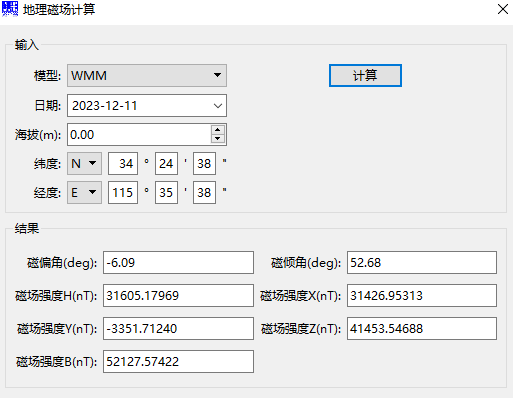 地理磁场计算
输入
模型: WMM 计算
日期: 2023-12-11
海拔(m): 0.00
纬度: N 34 ° 24 ' 38 "
经度: E 115 ° 35 ' 38 "
结果
磁偏角(deg): -6.09 磁倾角(deg): 52.68
磁场强度H(nT): 31605.17969 磁场强度X(nT): 31426.95313
磁场强度Y(nT): -3351.71240 磁场强度Z(nT): 41453.54688
磁场强度B(nT): 52127.57422